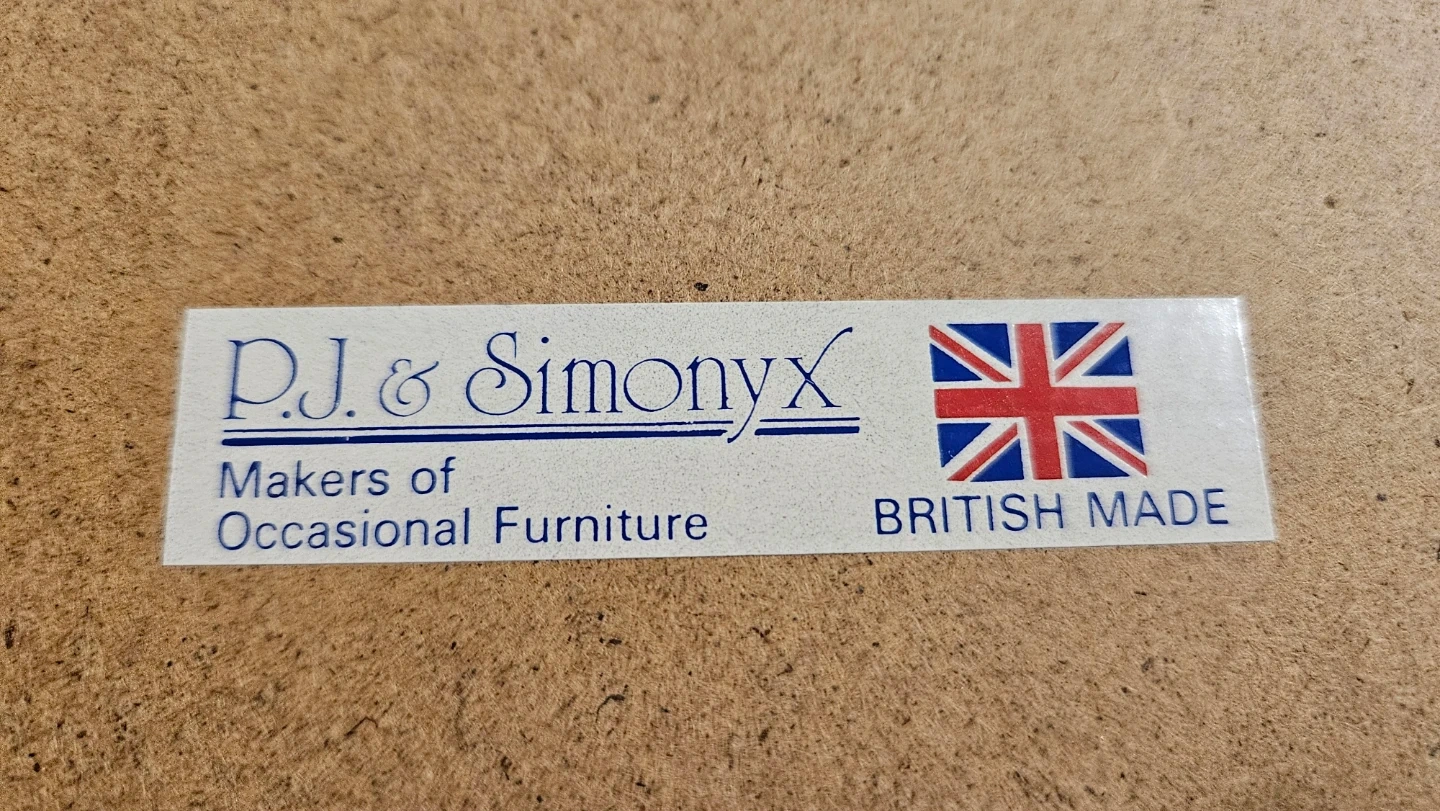 P.J. & Simonyx
Makers of
Occasional Furniture
BRITISH MADE